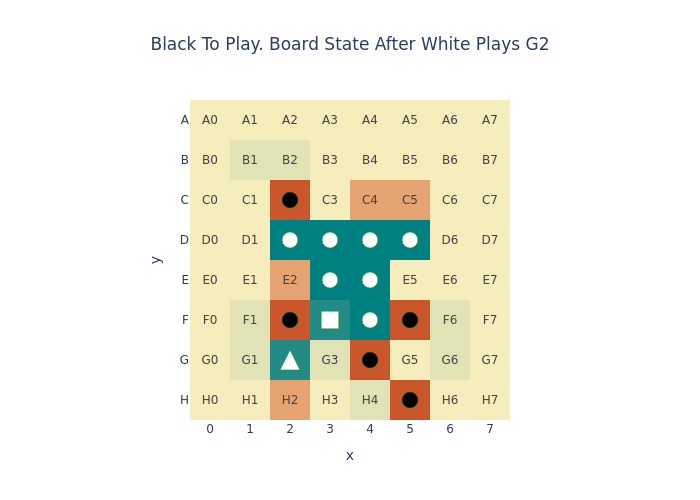 Black To Play. Board State After White Plays G2
A A0 A1 A2 A3 A4 A5 A6 A7
B B0 B1 B2 B3 B4 B5 B6 B7
C C0 C1 C3 C4 C5 C6 C7
D D0 D1 D6 D7
y
E E0 E1 E2 E5 E6 E7
F F0 F1 F6 F7
G G0 G1 G3 G5 G6 G7
H H0 H1 H2 H3 H4 H6 H7
0 1 2 3 4 5 6 7
x